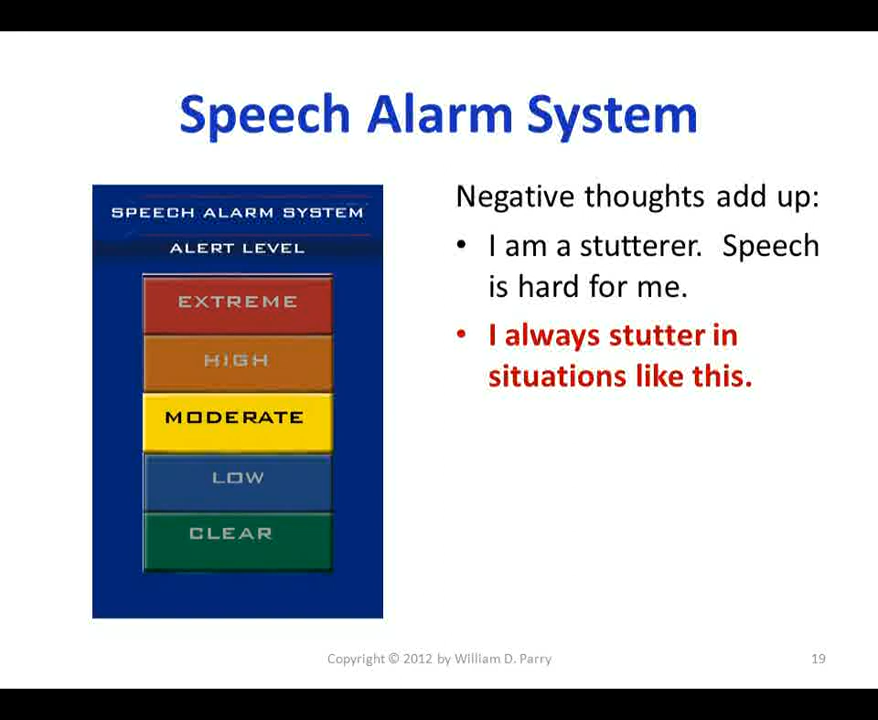 Speech Alarm System
SPEECH ALARM SYSTEM
ALERT LEVEL
EXTREME
HIGH
MODERATE
LOW
CLEAR
Negative thoughts add up:
• I am a stutterer.  Speech
is hard for me.
• I always stutter in
situations like this.
Copyright © 2012 by William D. Parry
19